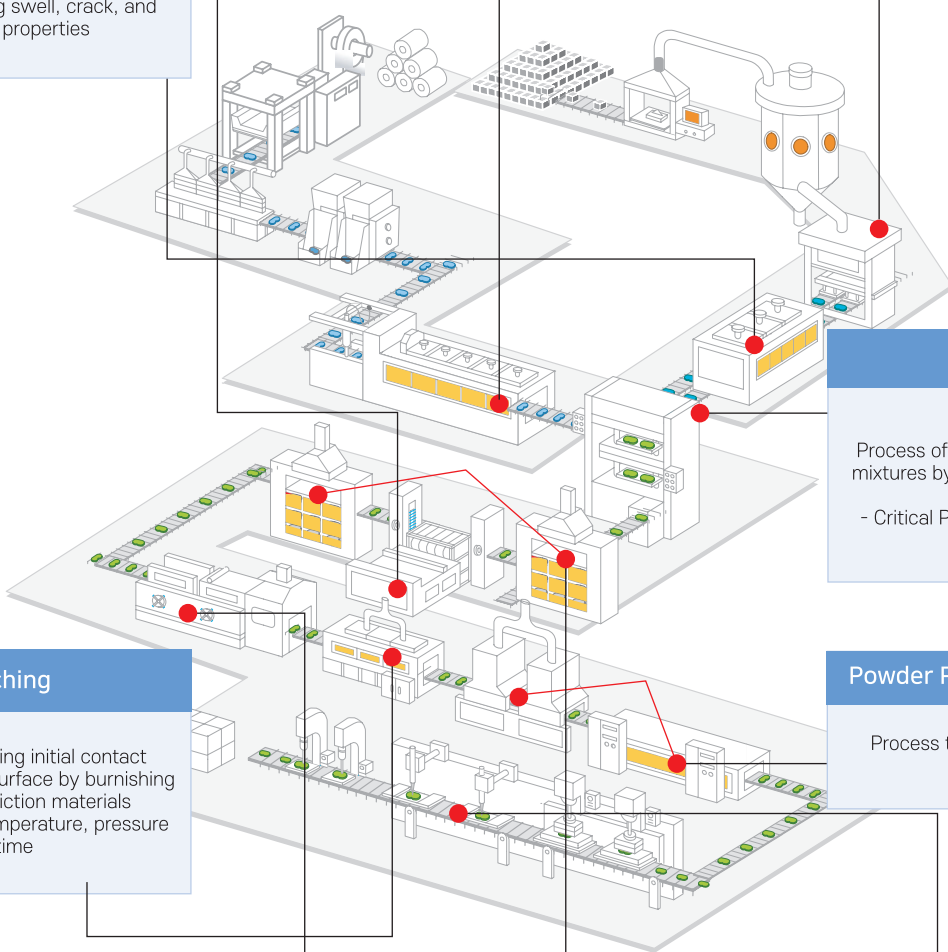 g swell, crack, and
properties
Process of
mixtures by
- Critical P
ching
ing initial contact
urface by burnishing
iction materials
mperature, pressure
time
Powder P
Process t